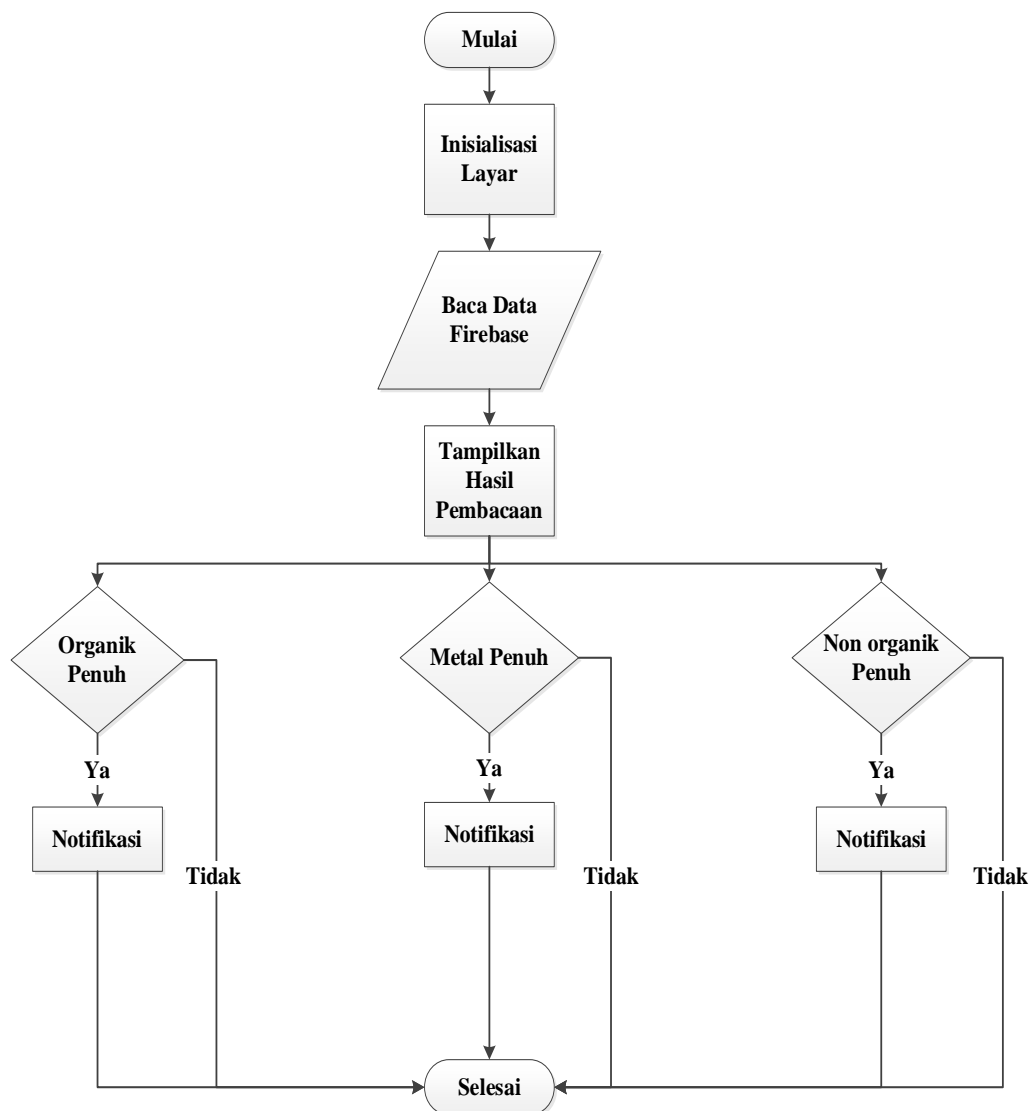 Mulai
Inisialisasi
Layar
Baca Data
Firebase
Tampilkan
Hasil
Pembacaan
Organik
Penuh
Metal Penuh
Non organik
Penuh
Ya
Ya
Ya
Notifikasi
Notifikasi
Notifikasi
Tidak
Tidak
Tidak
Selesai